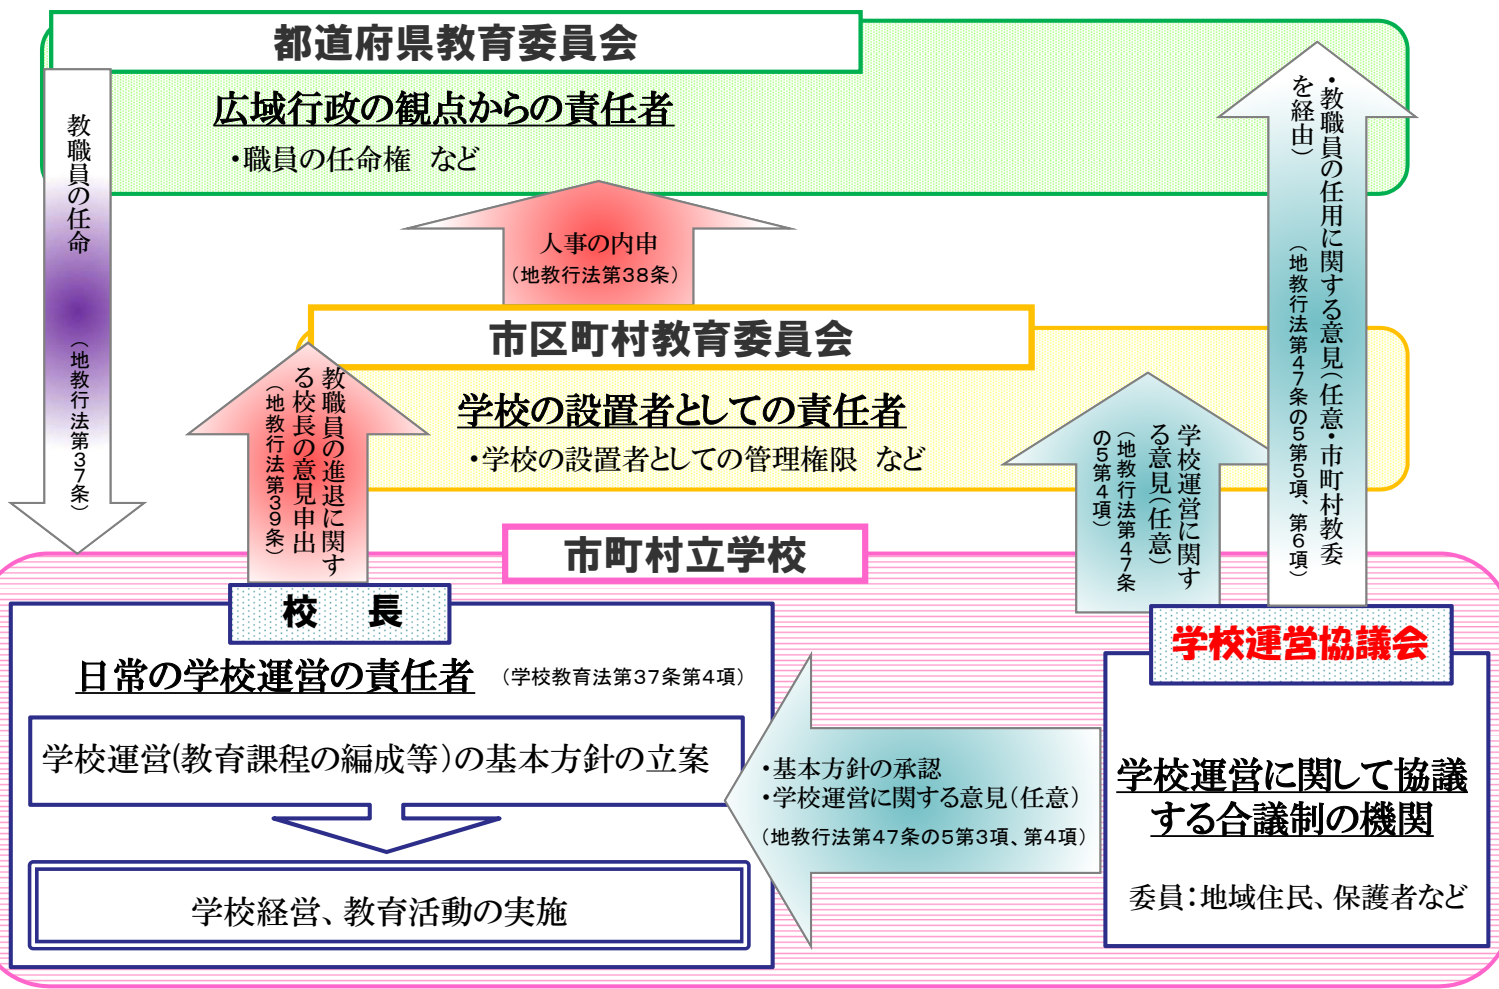 都道府県教育委員会
広域行政の観点からの責任者
・職員の任命権　など
教職員の任命
（地教行法第37条）
人事の内申
（地教行法第38条）
・教職員の任用に関する意見（任意・市町村教委
を経由）
（地教行法第47条の5第5項、第6項）
市区町村教育委員会
学校の設置者としての責任者
・学校の設置者としての管理権限　など
教職員の進退に関す
る校長の意見申出
（地教行法第39条）
学校運営に関す
る意見（任意）
（地教行法第47条
の5第4項）
市町村立学校
校　長
日常の学校運営の責任者
（学校教育法第37条第4項）
学校運営(教育課程の編成等）の基本方針の立案
学校経営、教育活動の実施
・基本方針の承認
・学校運営に関する意見（任意）
（地教行法第47条の5第3項、第4項）
学校運営協議会
学校運営に関して協議
する合議制の機関
委員：地域住民、保護者など